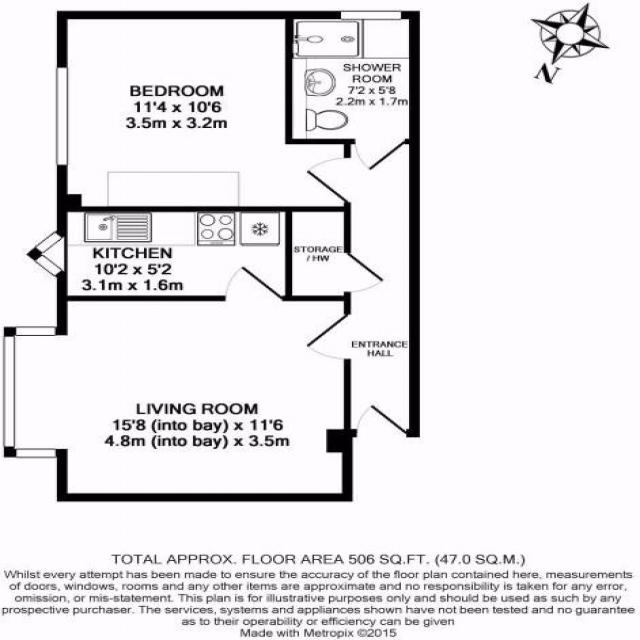 N
SHOWER
ROOM
7'2 x 5'8
2.2m x 1.7m
BEDROOM
11'4 x 10'6
3.5m x 3.2m
KITCHEN
10'2 x 5'2
3.1m x 1.6m
STORAGE
/ HW
ENTRANCE
HALL
LIVING ROOM
15'8 (into bay) x 11'6
4.8m (into bay) x 3.5m
TOTAL APPROX. FLOOR AREA 506 SQ.FT. (47.0 SQ.M.)
Whilst every attempt has been made to ensure the accuracy of the floor plan contained here, measurements
of doors, windows, rooms and any other items are approximate and no responsibility is taken for any error,
omission, or mis-statement. This plan is for illustrative purposes only and should be used as such by any
prospective purchaser. The services, systems and appliances shown have not been tested and no guarantee
as to their operability or efficiency can be given
Made with Metropix ©2015